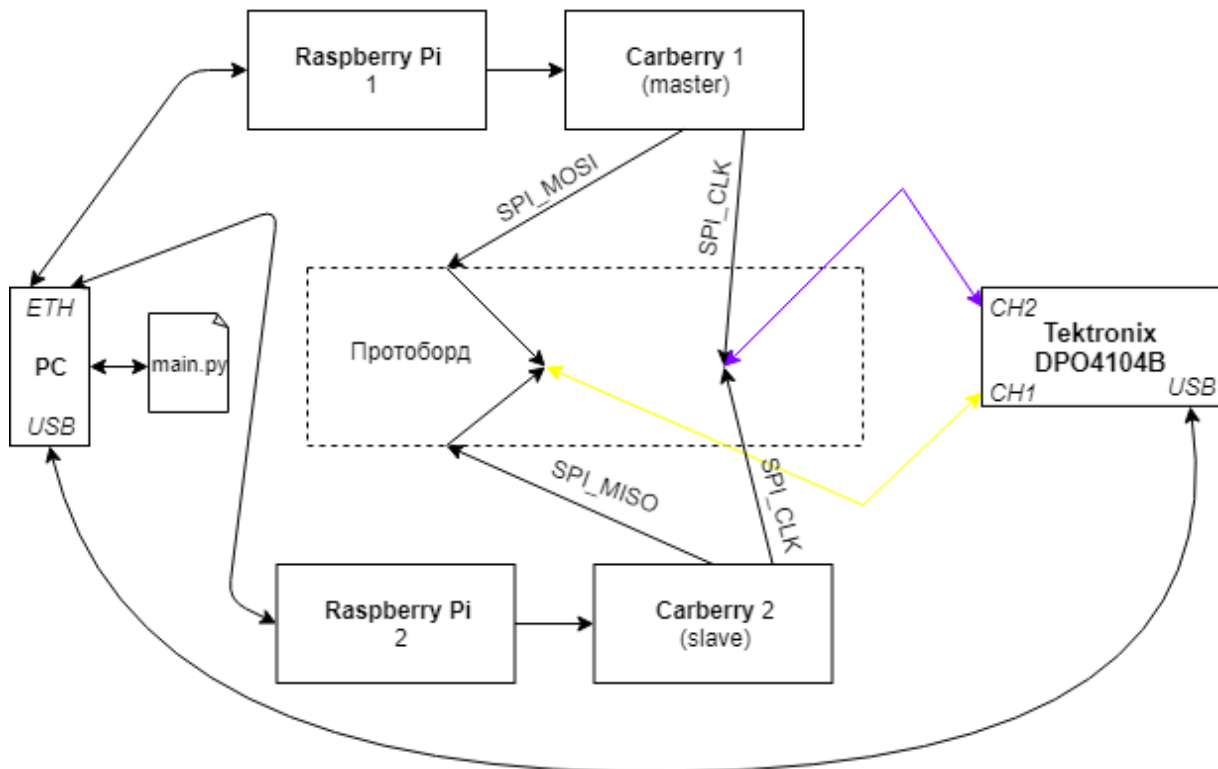 Raspberry Pi
1
Carberry 1
(master)
SPI_MOSI
SPI_CLK
ETH
PC
USB
main.py
Протоборд
CH2
Tektronix
DPO4104B
CH1
USB
SPI_MISO
SPI_CLK
Raspberry Pi
2
Carberry 2
(slave)